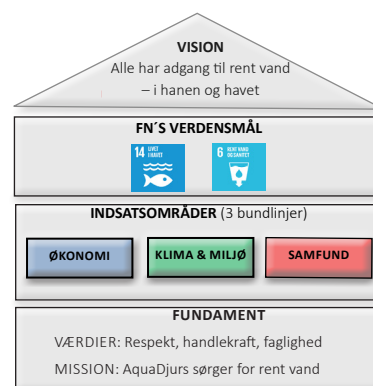 VISION
Alle har adgang til rent vand
– i hanen og havet
FN´S VERDENSMÅL
14 LIVET I HAVET
6 RENT VAND OG SANITET
INDSATSOMRÅDER (3 bundlinjer)
ØKONOMI
KLIMA & MILJØ
SAMFUND
FUNDAMENT
VÆRDIER: Respekt, handlekraft, faglighed
MISSION: AquaDjurs sørger for rent vand